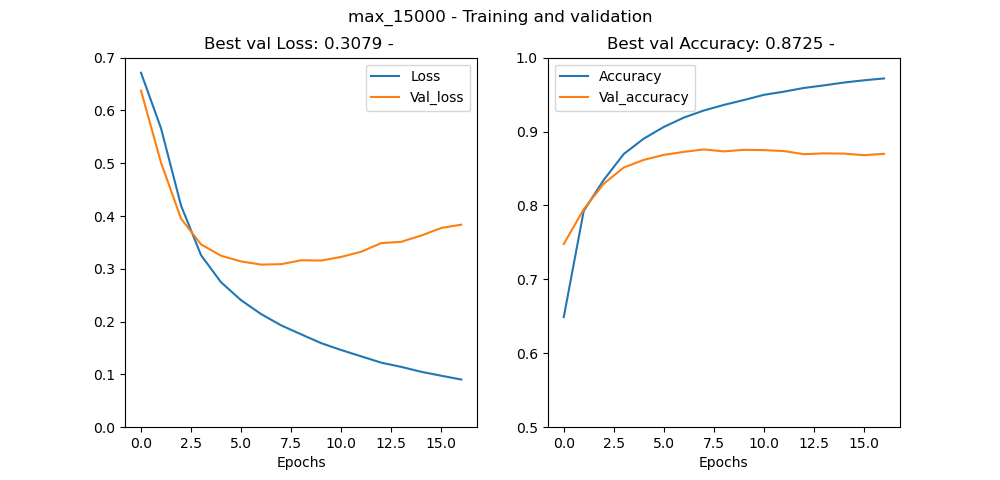 max_15000 - Training and validation
Best val Loss: 0.3079 -
0.7
0.6
0.5
0.4
0.3
0.2
0.1
0.0
Loss
Val_loss
0.0 2.5 5.0 7.5 10.0 12.5 15.0
Epochs
Best val Accuracy: 0.8725 -
1.0
0.9
0.8
0.7
0.6
0.5
Accuracy
Val_accuracy
0.0 2.5 5.0 7.5 10.0 12.5 15.0
Epochs